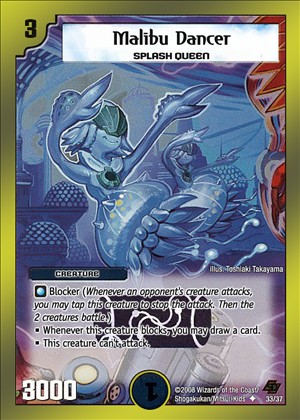 3
Malibu Dancer
SPLASH QUEEN
illus. Toshiaki Takayama
CREATURE
Blocker (Whenever an opponent's creature attacks,
you may tap this creature to stop the attack. Then the
2 creatures battle.)
• Whenever this creature blocks, you may draw a card.
• This creature can't attack.
3000
1
©2008 Wizards of the Coast/
Shogakukan/Mitsui-Kids 33/37